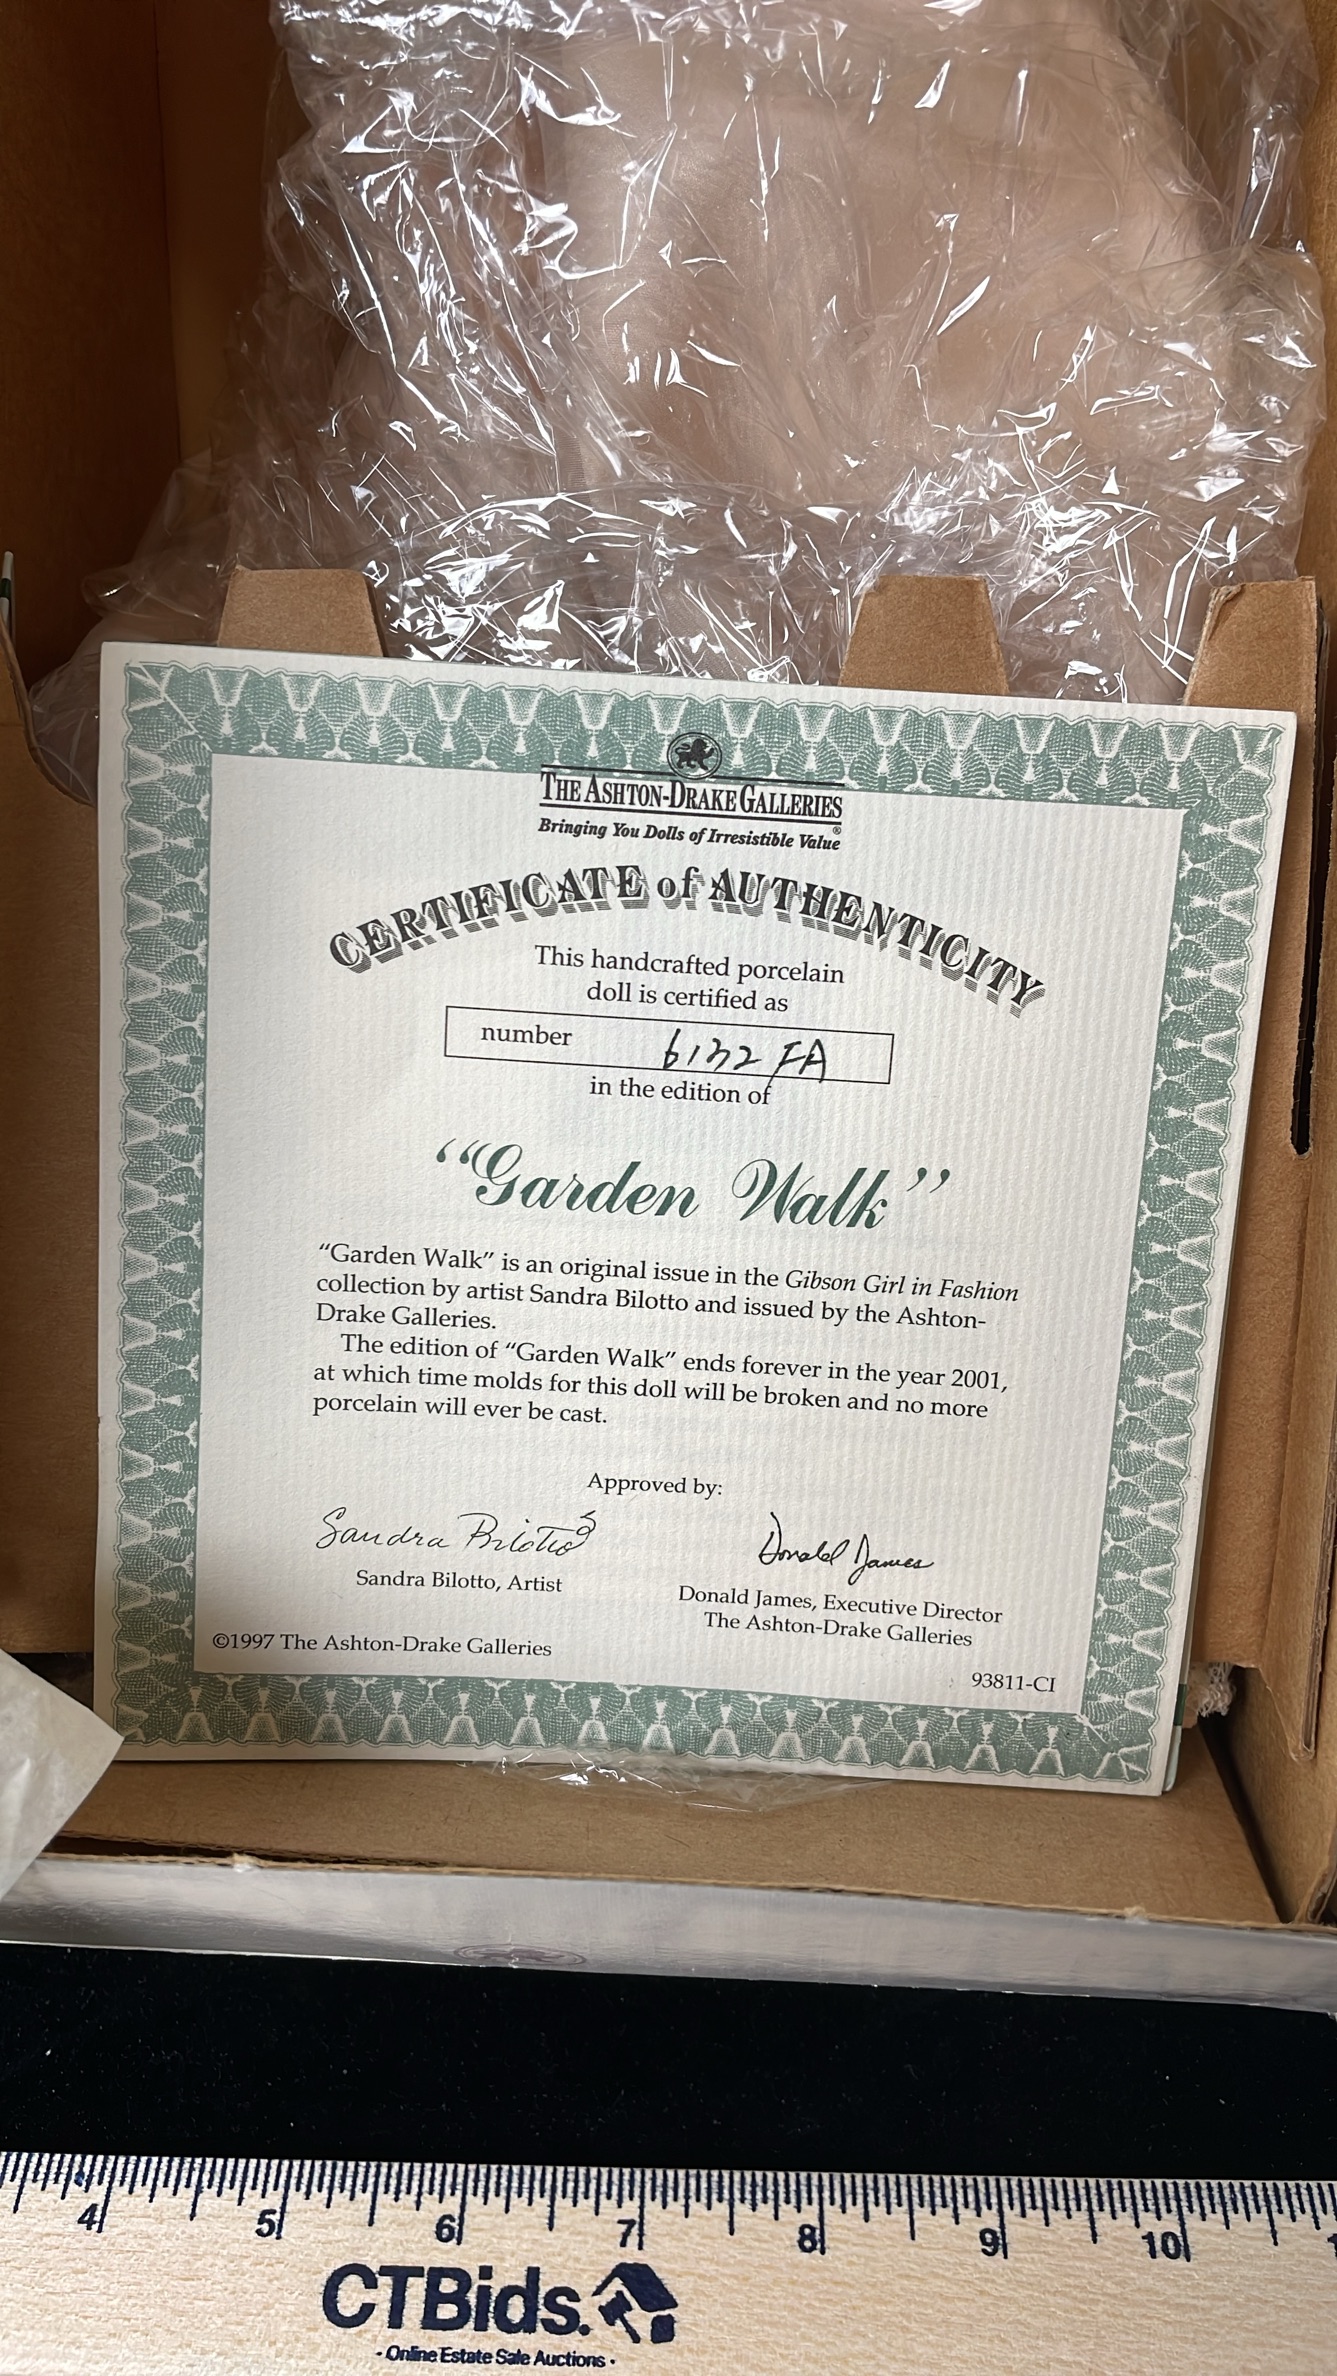 THE ASHTON-DRAKE GALLERIES
Bringing You Dolls of Irresistible Value®
CERTIFICATE of AUTHENTICITY
This handcrafted porcelain
doll is certified as
number 6132 FA
in the edition of
“Garden Walk”
“Garden Walk” is an original issue in the Gibson Girl in Fashion
collection by artist Sandra Bilotto and issued by the Ashton-
Drake Galleries.
The edition of “Garden Walk” ends forever in the year 2001,
at which time molds for this doll will be broken and no more
porcelain will ever be cast.
Approved by:
Sandra Bilotto
Donald James
Sandra Bilotto, Artist
Donald James, Executive Director
The Ashton-Drake Galleries
©1997 The Ashton-Drake Galleries
93811-CI
4 5 6 7 8 9 10
CTBids.
- Online Estate Sale Auctions -